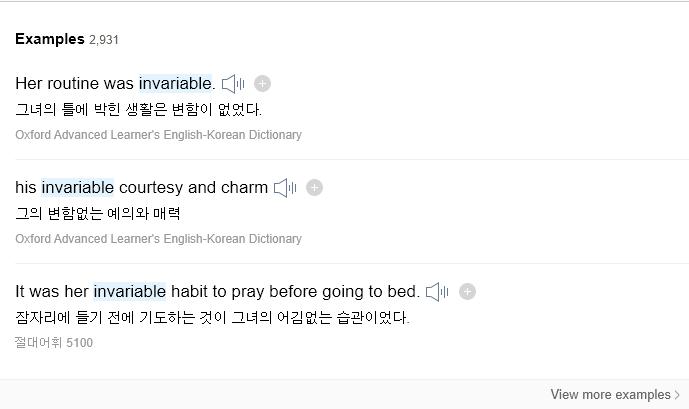 Examples 2,931
Her routine was invariable.
그녀의 틀에 박힌 생활은 변함이 없었다.
Oxford Advanced Learner's English-Korean Dictionary
his invariable courtesy and charm
그의 변함없는 예의와 매력
Oxford Advanced Learner's English-Korean Dictionary
It was her invariable habit to pray before going to bed.
잠자리에 들기 전에 기도하는 것이 그녀의 어김없는 습관이었다.
절대어휘 5100
View more examples